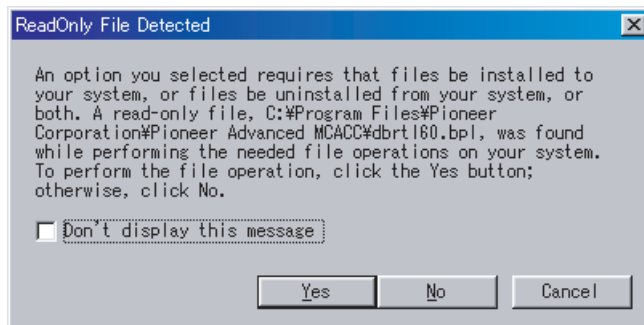 ReadOnly File Detected
An option you selected requires that files be installed to
your system, or files be uninstalled from your system, or
both. A read-only file, C:¥Program Files¥Pioneer
Corporation¥Pioneer Advanced MCACC¥dbrtl60.bpl, was found
while performing the needed file operations on your system.
To perform the file operation, click the Yes button;
otherwise, click No.
Don't display this message
Yes No Cancel